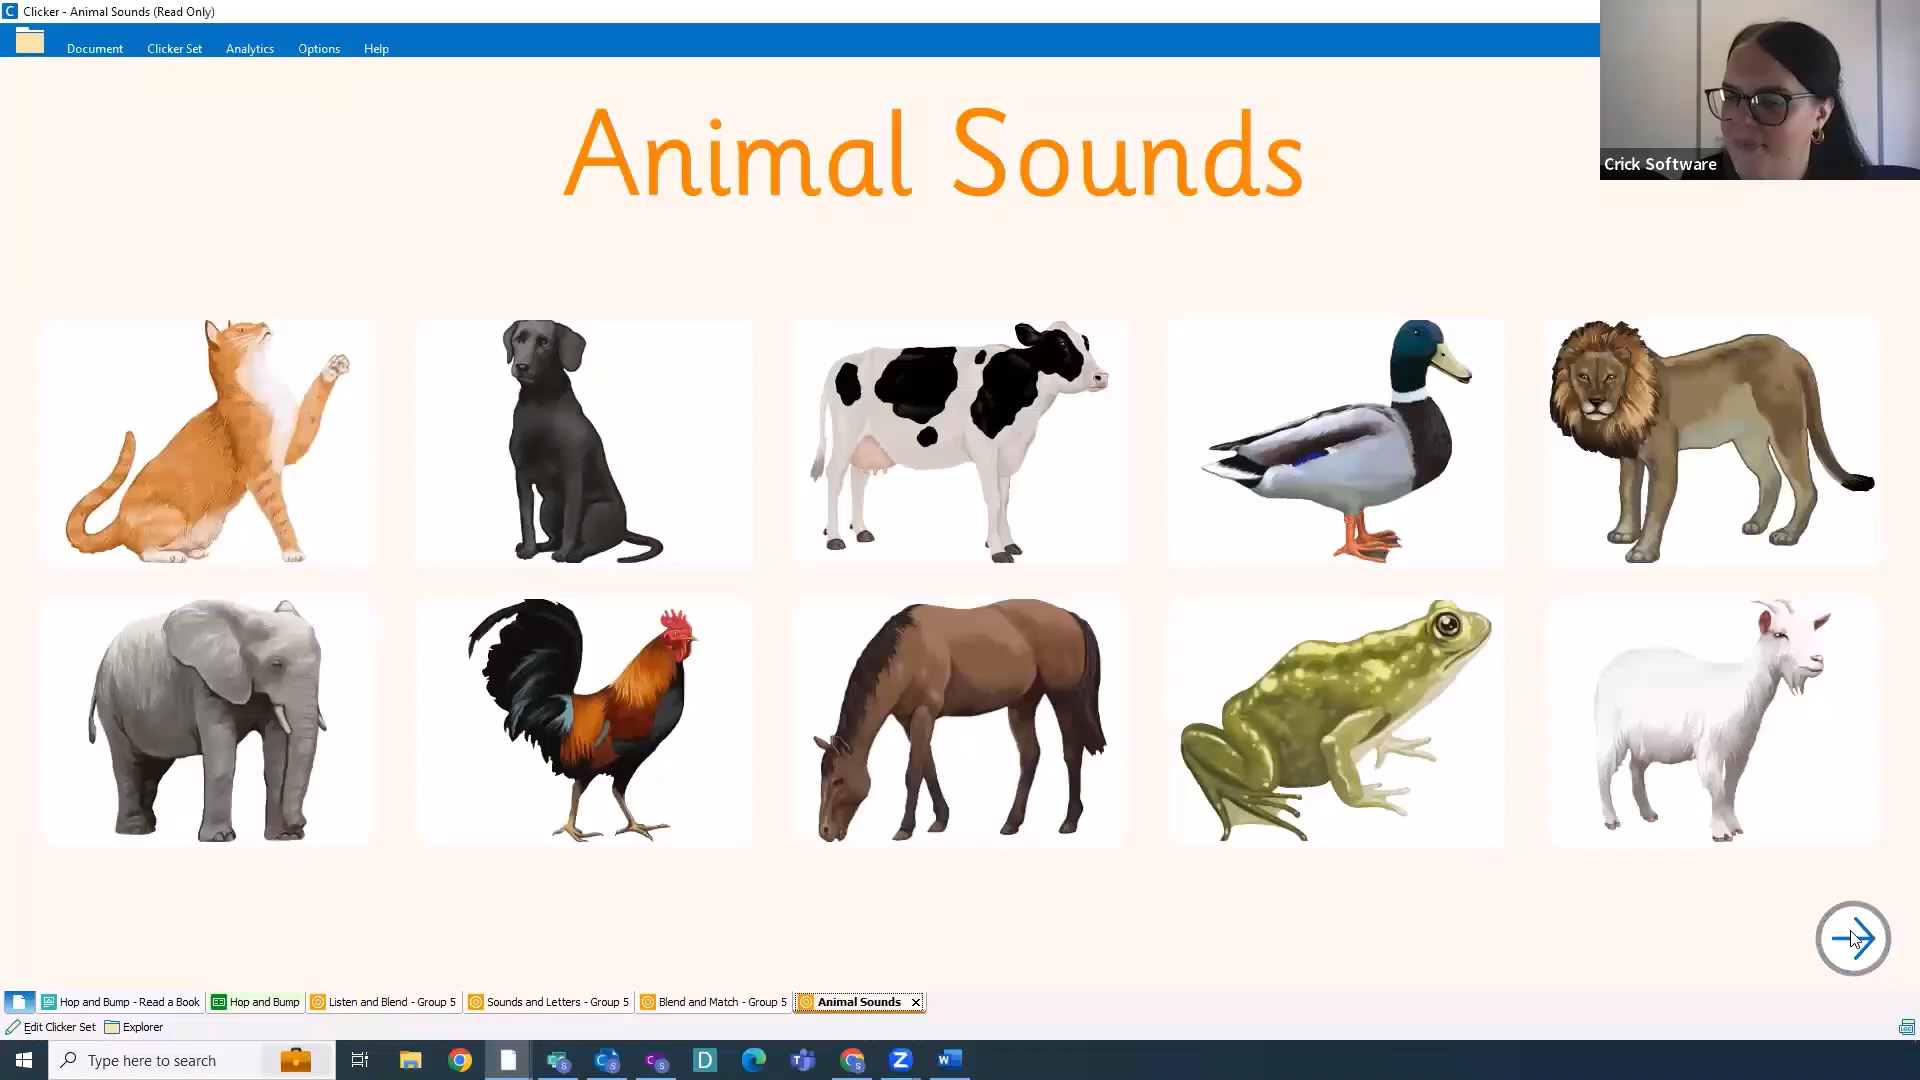 Clicker - Animal Sounds (Read Only)
Document Clicker Set Analytics Options Help
Crick Software
Animal Sounds
Hop and Bump - Read a Book Hop and Bump Listen and Blend - Group 5 Sounds and Letters - Group 5 Blend and Match - Group 5 Animal Sounds
Edit Clicker Set Explorer
Type here to search